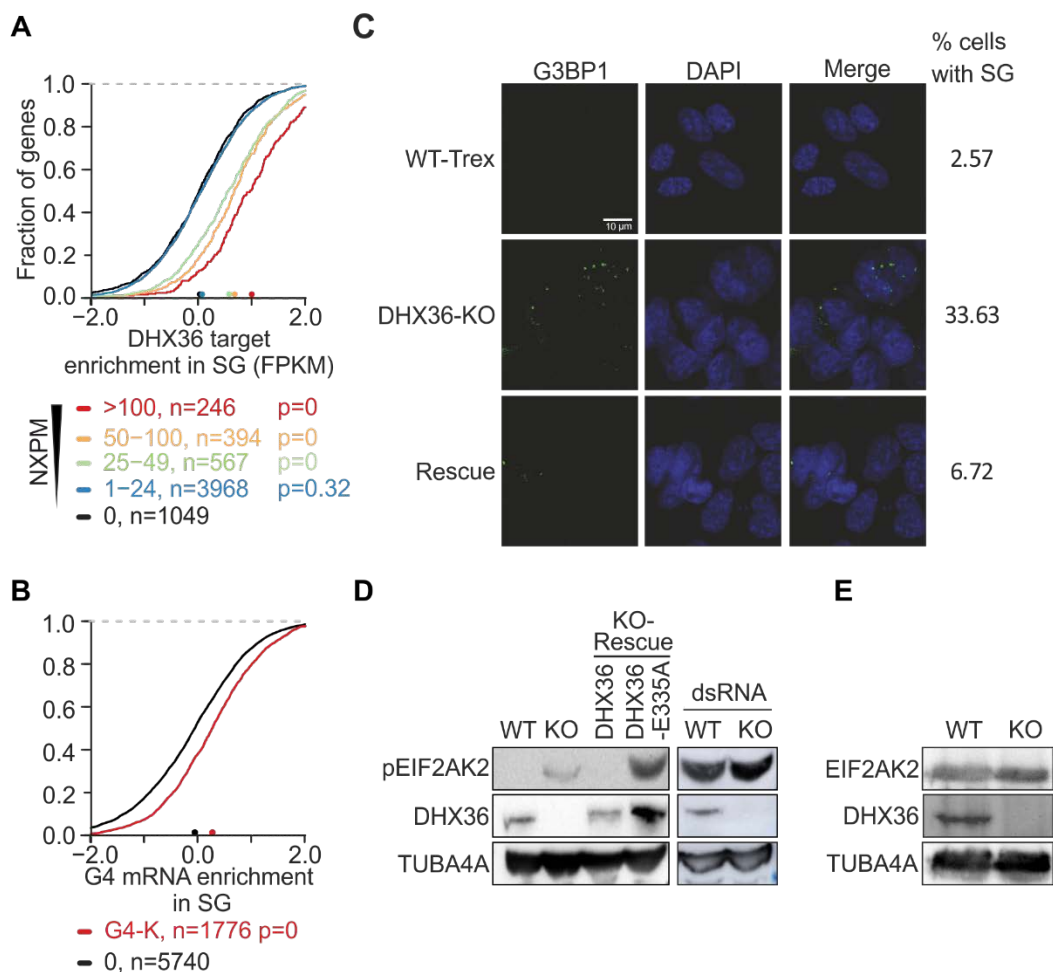 A
Fraction of genes
1.0
0.8
0.6
0.4
0.2
0.0
−2.0 0.0 2.0
DHX36 target
enrichment in SG (FPKM)
NXPM
>100, n=246 p=0
50−100, n=394 p=0
25−49, n=567 p=0
1−24, n=3968 p=0.32
0, n=1049
B
1.0
0.8
0.6
0.4
0.2
0.0
−2.0 0.0 2.0
G4 mRNA enrichment
in SG
G4-K, n=1776 p=0
0, n=5740
C
% cells
with SG
G3BP1 DAPI Merge
WT-Trex 2.57
10 µm
DHX36-KO 33.63
Rescue 6.72
D
KO-
Rescue
DHX36
DHX36
-E335A
dsRNA
WT KO WT KO
pEIF2AK2
DHX36
TUBA4A
E
WT KO
EIF2AK2
DHX36
TUBA4A